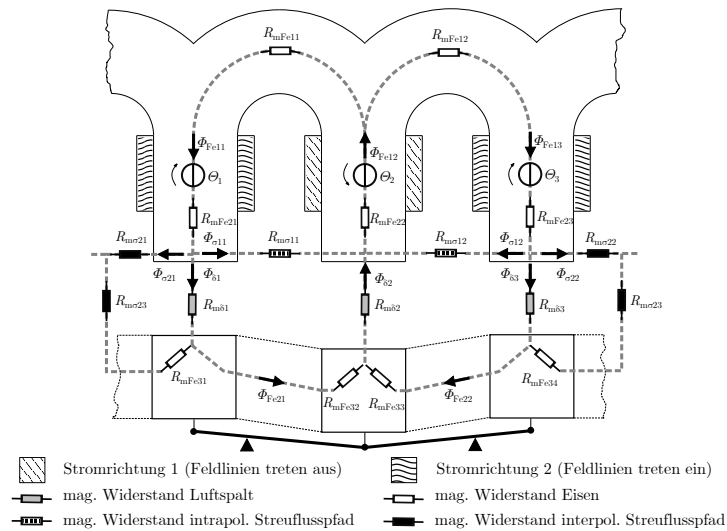 R_mFe11
R_mFe12
Φ_Fe11
Φ_Fe12
Φ_Fe13
Θ_1
Θ_2
Θ_3
R_mFe21
R_mFe22
R_mFe23
R_mσ21
Φ_σ11
R_mσ11
R_mσ12
Φ_σ12
R_mσ22
Φ_σ21
Φ_δ1
Φ_δ2
Φ_δ3
Φ_σ22
R_mσ23
R_mδ1
R_mδ2
R_mδ3
R_mσ23
R_mFe31
Φ_Fe21
R_mFe32
R_mFe33
Φ_Fe22
R_mFe34
Stromrichtung 1 (Feldlinien treten aus)
Stromrichtung 2 (Feldlinien treten ein)
mag. Widerstand Luftspalt
mag. Widerstand Eisen
mag. Widerstand intrapol. Streuflusspfad
mag. Widerstand interpol. Streuflusspfad